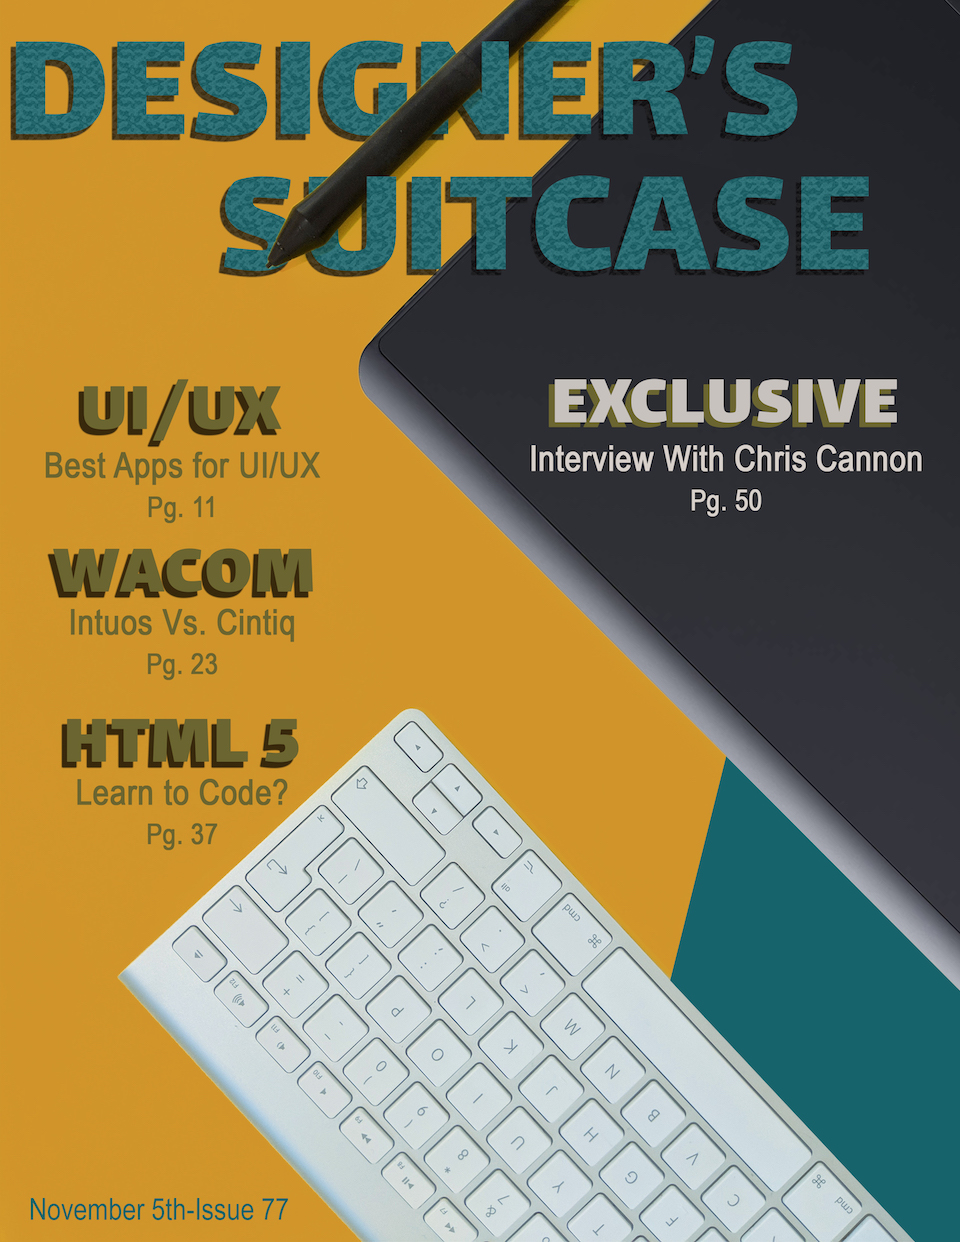 DESIGNER'S
SUITCASE
UI/UX
Best Apps for UI/UX
Pg. 11
WACOM
Intuos Vs. Cintiq
Pg. 23
HTML 5
Learn to Code?
Pg. 37
EXCLUSIVE
Interview With Chris Cannon
Pg. 50
November 5th-Issue 77